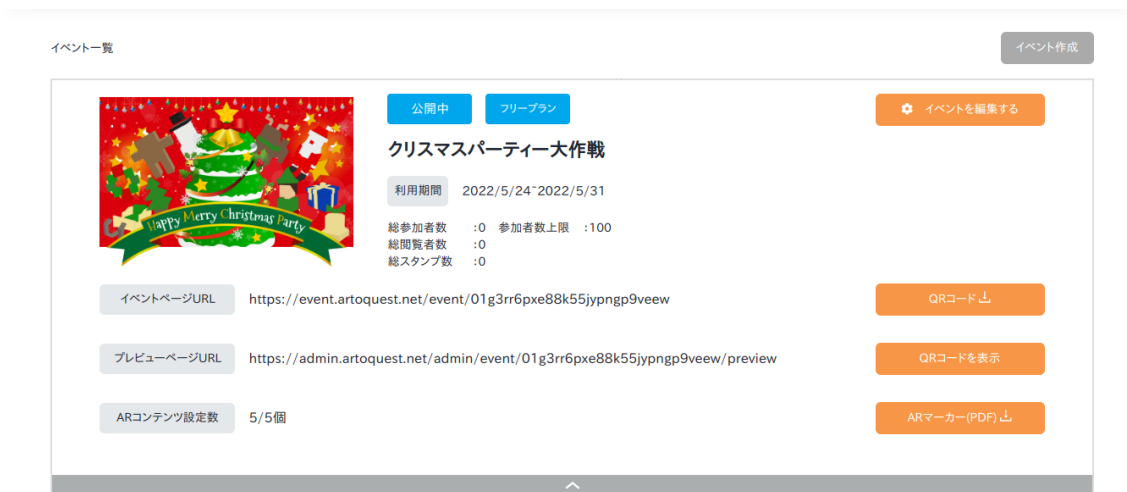 イベント一覧
イベント作成
公開中
フリープラン
イベントを編集する
Happy Merry Christmas Party
クリスマスパーティー大作戦
利用期間 2022/5/24~2022/5/31
総参加者数 :0 参加者数上限 :100
総閲覧者数 :0
総スタンプ数 :0
イベントページURL https://event.artoquest.net/event/01g3rr6pxe88k55jypngp9veew QRコード
プレビューページURL https://admin.artoquest.net/admin/event/01g3rr6pxe88k55jypngp9veew/preview QRコードを表示
ARコンテンツ設定数 5/5個 ARマーカー(PDF)